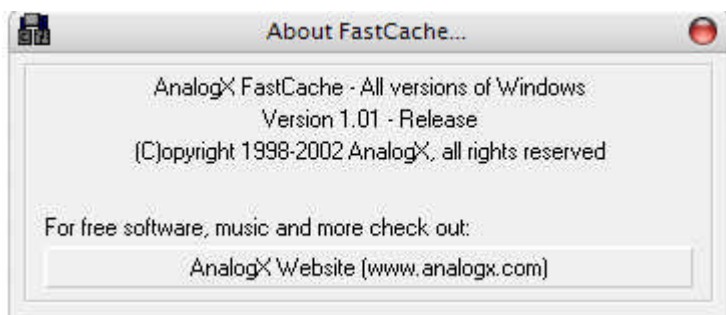 About FastCache...
AnalogX FastCache - All versions of Windows
Version 1.01 - Release
(C)opyright 1998-2002 AnalogX, all rights reserved
For free software, music and more check out:
AnalogX Website (www.analogx.com)